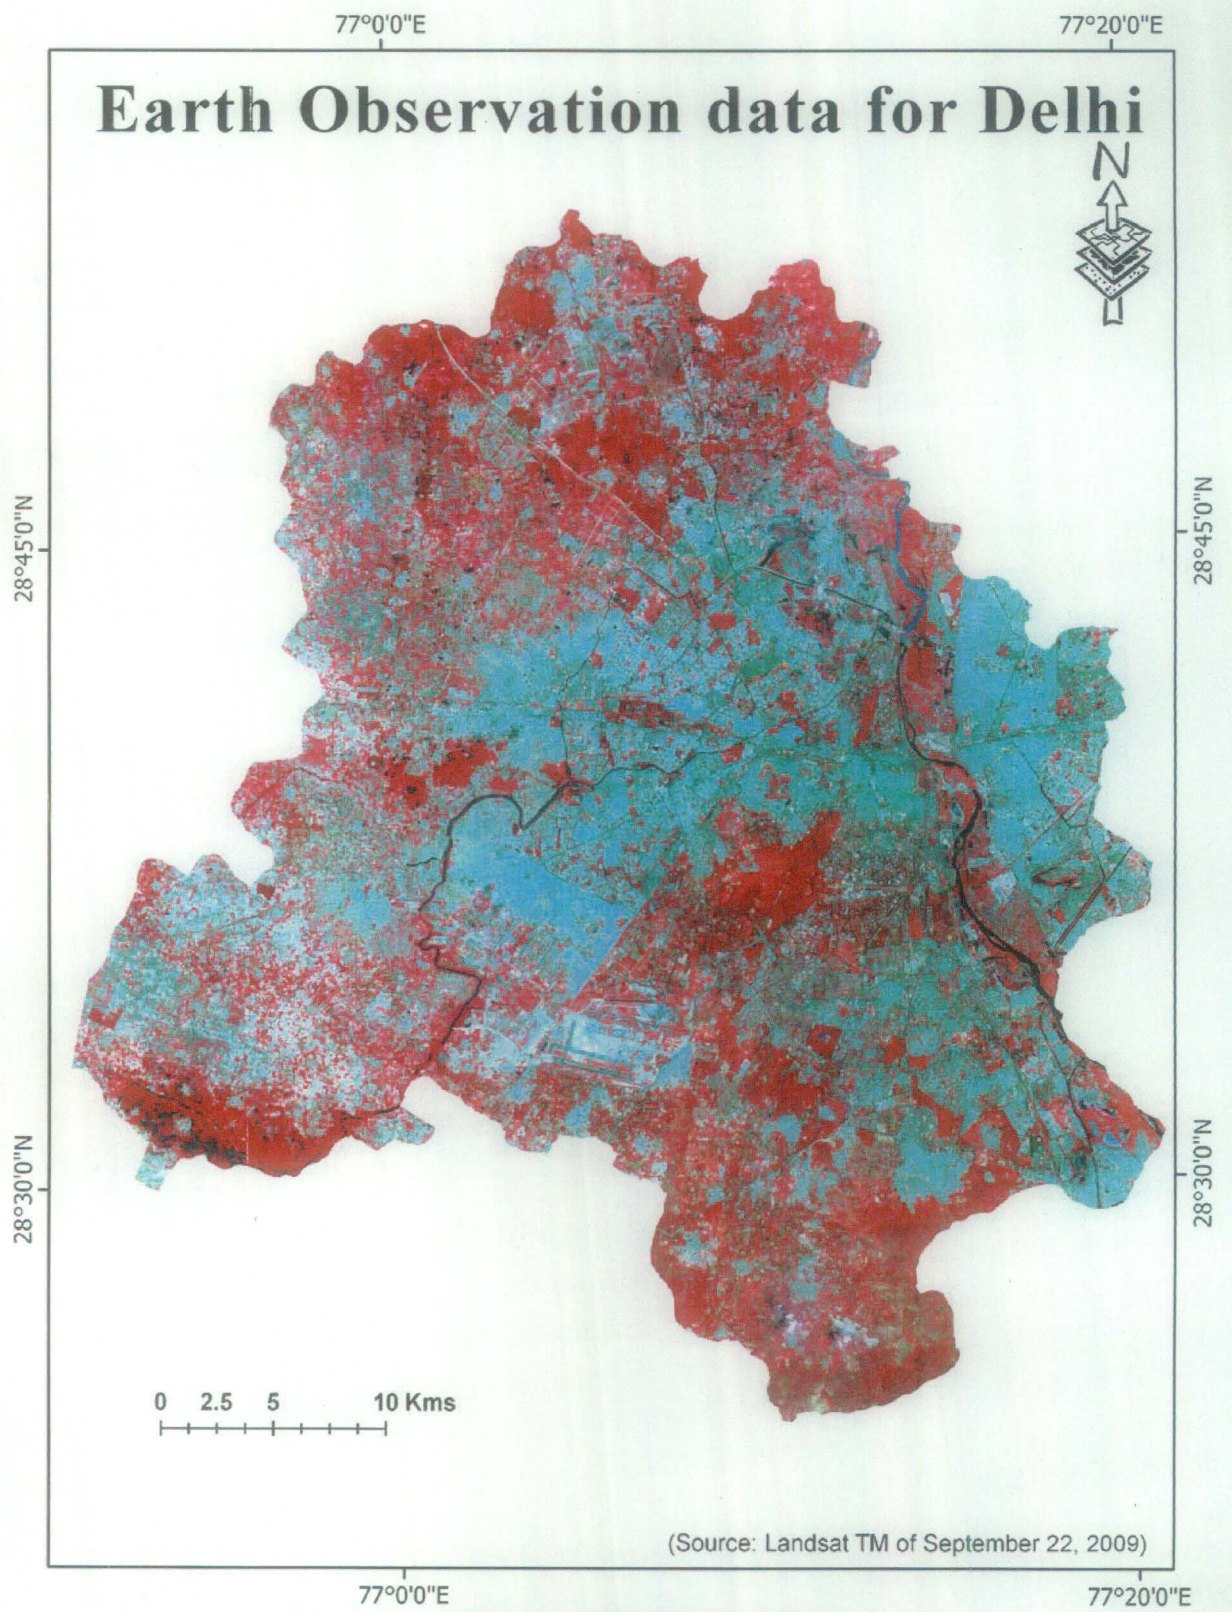 77°0'0"E 77°20'0"E
Earth Observation data for Delhi
N
28°45'0"N 28°45'0"N
28°30'0"N 28°30'0"N
0 2.5 5 10 Kms
(Source: Landsat TM of September 22, 2009)
77°0'0"E 77°20'0"E